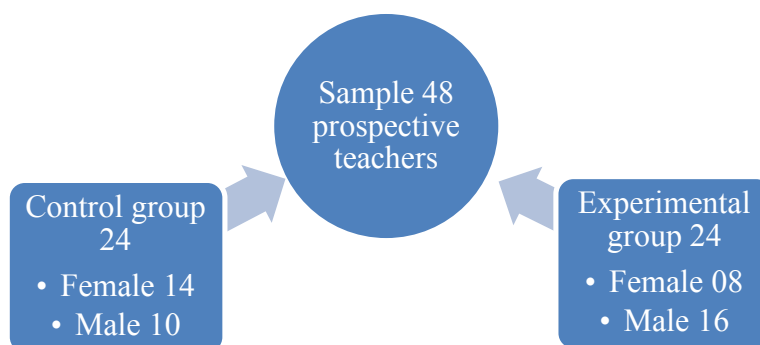 Sample 48
prospective
teachers
Control group
24
• Female 14
• Male 10
Experimental
group 24
• Female 08
• Male 16